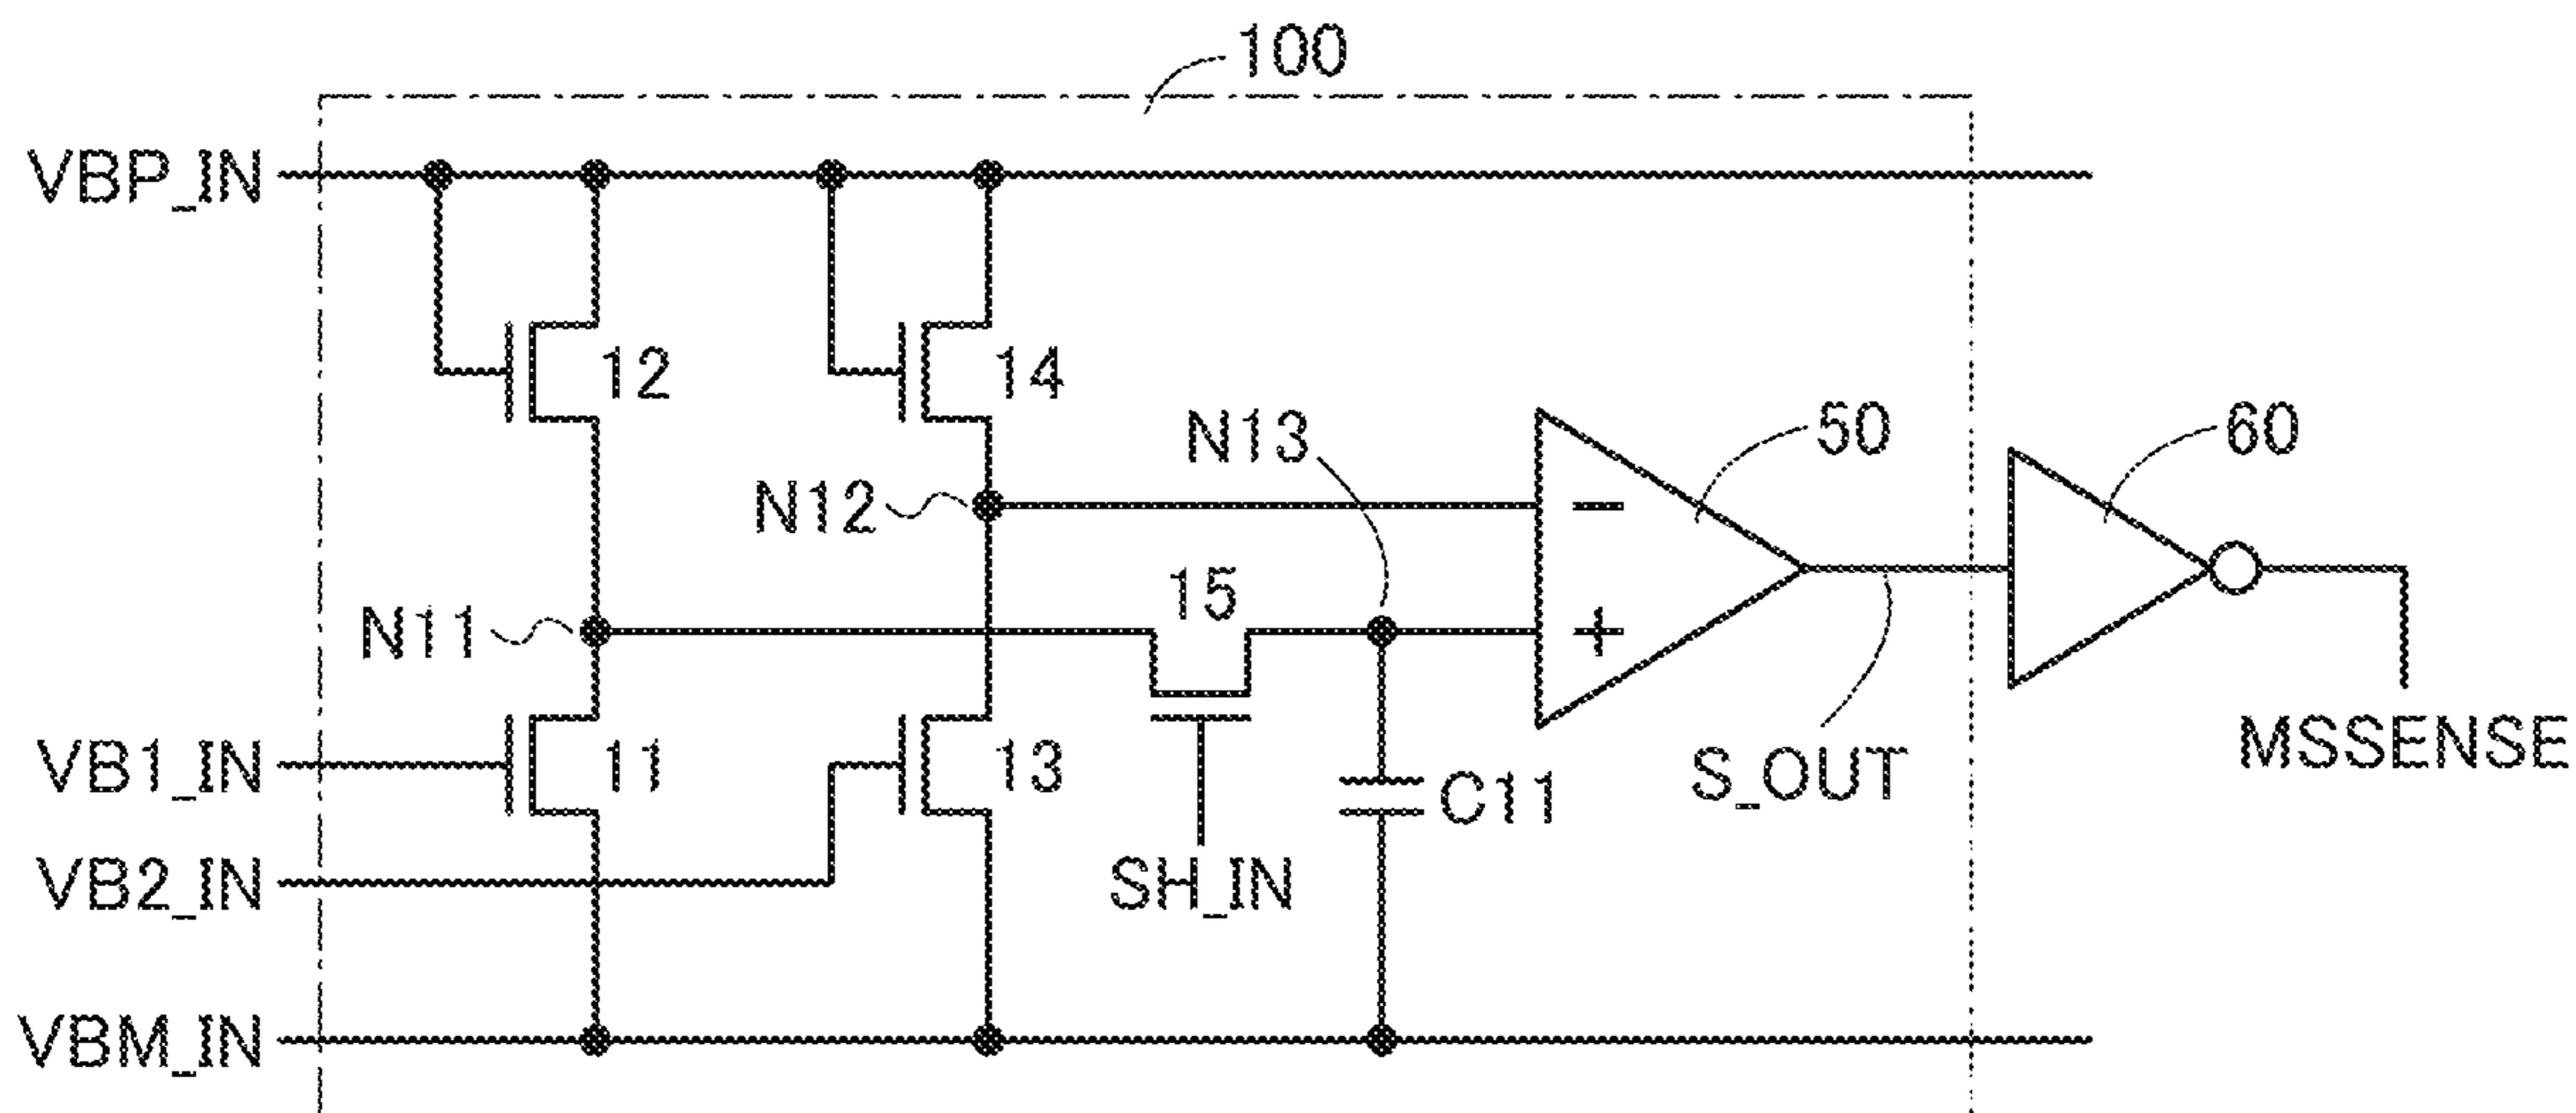 100
VBP_IN
12
14
N13
50
60
N12
15
N11
VB1_IN
11
13
C11
S_OUT
MSSENSE
VB2_IN
SH_IN
VBM_IN